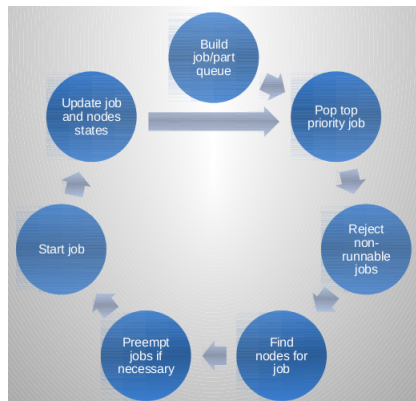 Build
job/part
queue
Update job
and nodes
states
Pop top
priority job
Reject
non-
runnable
jobs
Start job
Find
nodes for
job
Preempt
jobs if
necessary